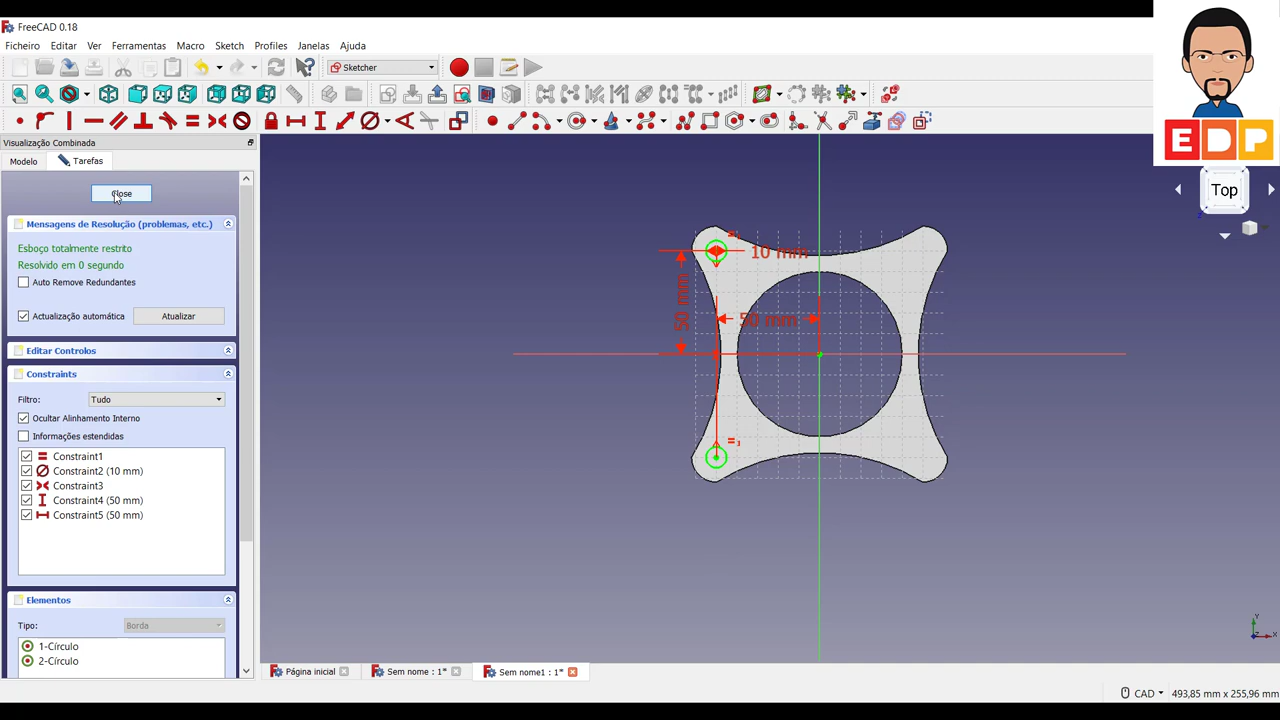 FreeCAD 0.18
Ficheiro Editar Ver Ferramentas Macro Sketch Profiles Janelas Ajuda
Sketcher
EDP
Visualização Combinada
Modelo Tarefas
Close
Top
Mensagens de Resolução (problemas, etc.)
Esboço totalmente restrito
Resolvido em 0 segundo
Auto Remove Redundantes
Actualização automática Atualizar
Editar Controlos
Constraints
Filtro: Tudo
Ocultar Alinhamento Interno
Informações estendidas
Constraint1
Constraint2 (10 mm)
Constraint3
Constraint4 (50 mm)
Constraint5 (50 mm)
Elementos
Tipo: Borda
1-Círculo
2-Círculo
10 mm
50 mm
50 mm
Y
X
Z
Página inicial Sem nome : 1* Sem nome1 : 1*
CAD 493,85 mm x 255,96 mm